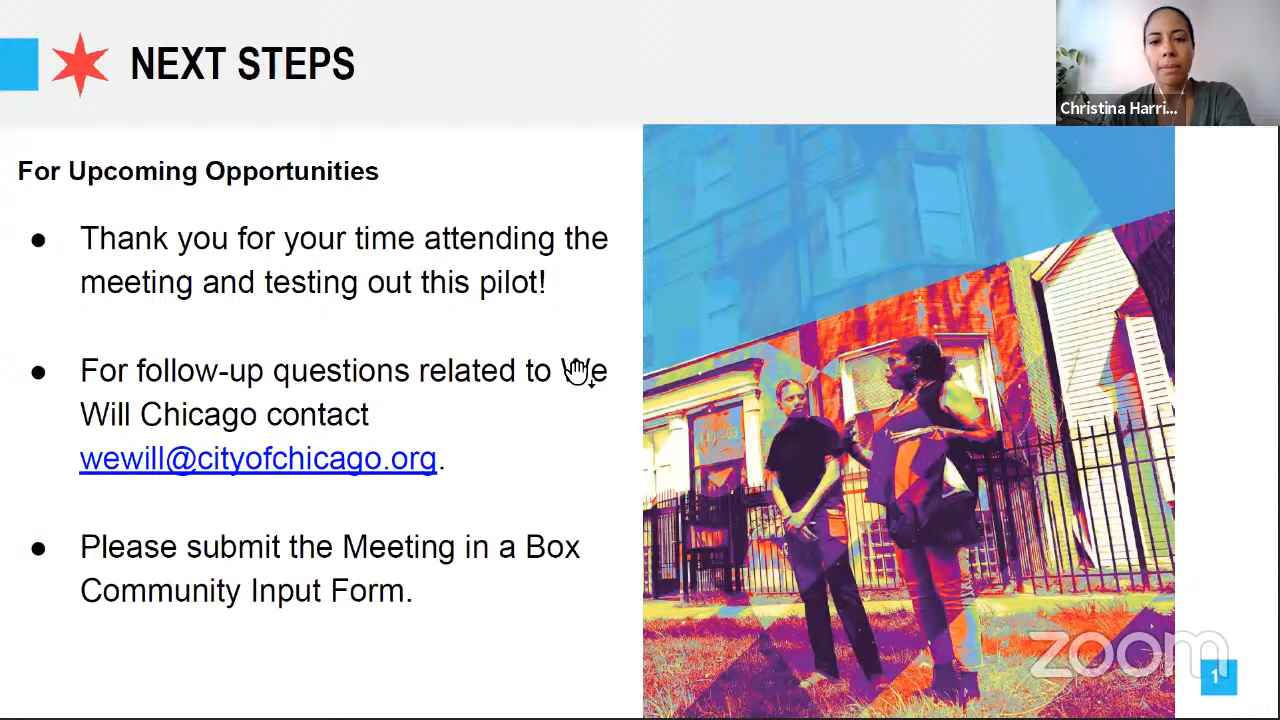 NEXT STEPS
Christina Harri...
For Upcoming Opportunities
● Thank you for your time attending the
meeting and testing out this pilot!
● For follow-up questions related to We
Will Chicago contact
wewill@cityofchicago.org.
● Please submit the Meeting in a Box
Community Input Form.
zoom
1